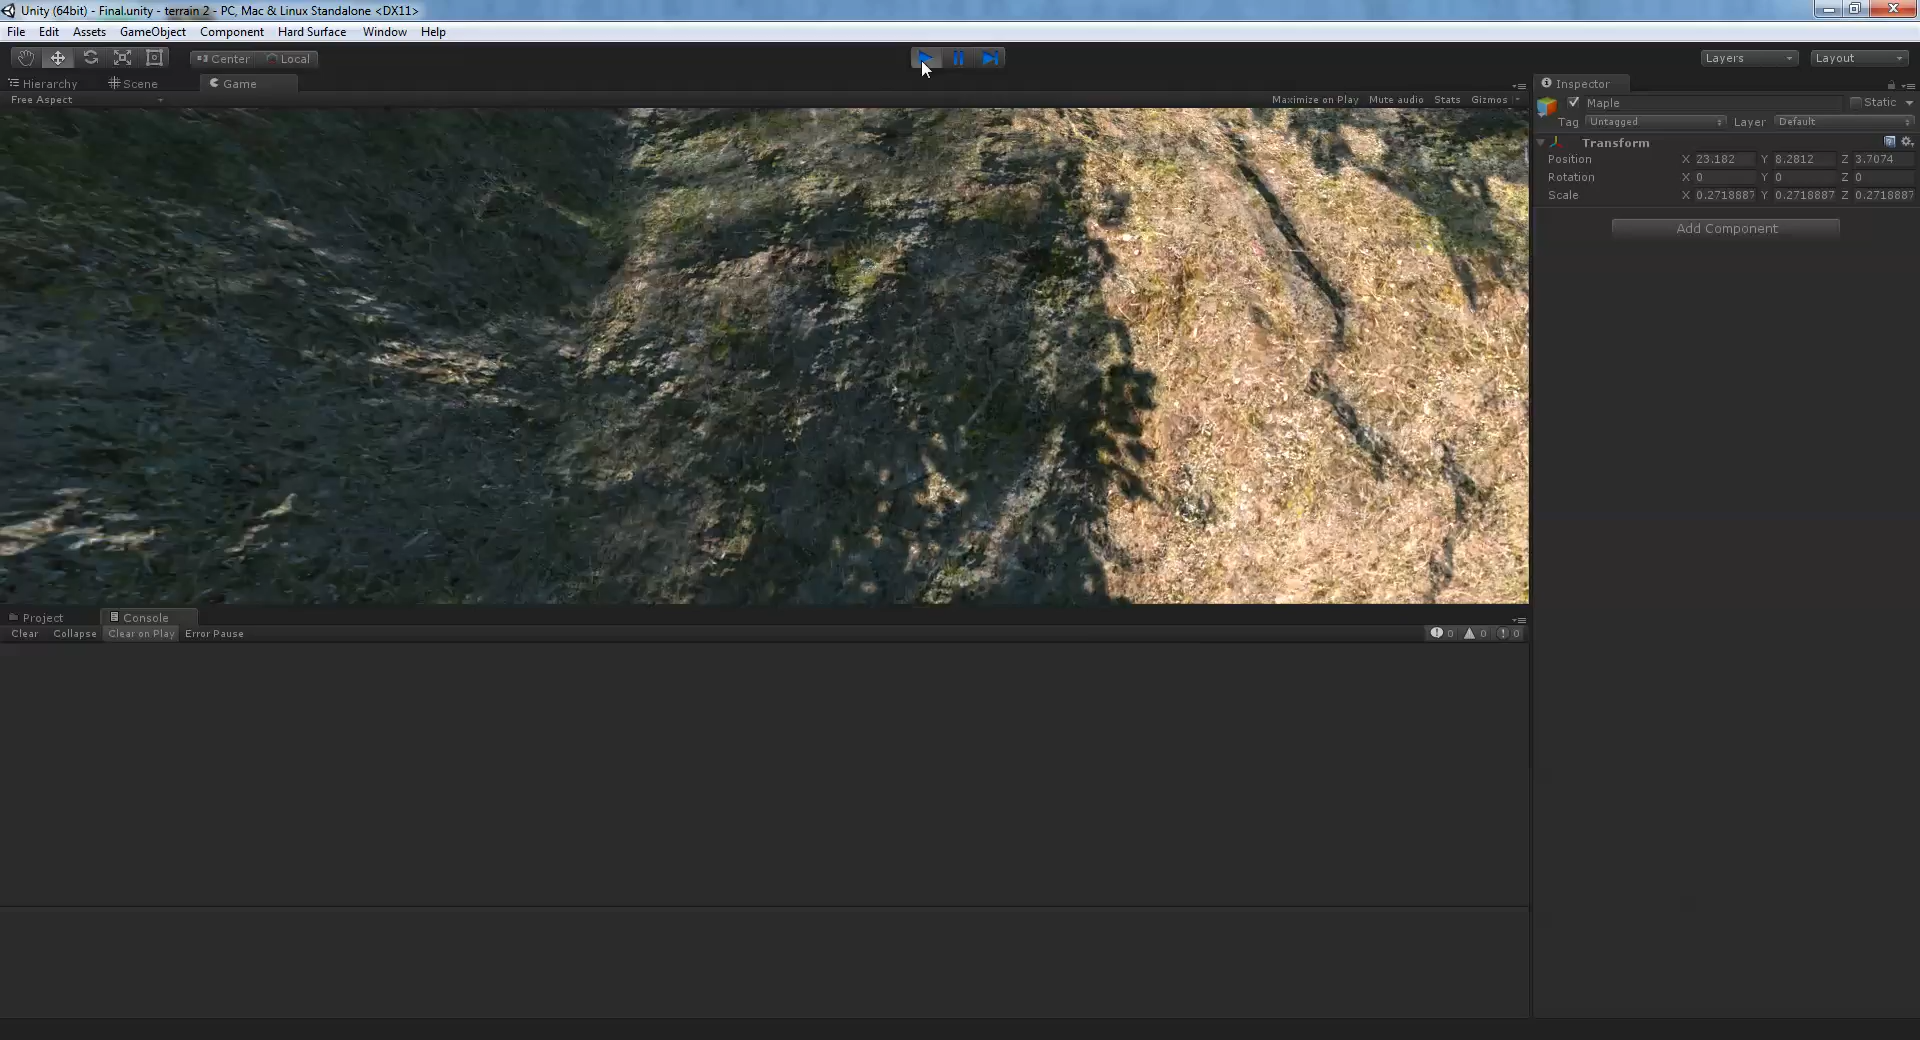 Unity (64bit) - Final.unity - terrain 2 - PC, Mac & Linux Standalone <DX11>
File Edit Assets GameObject Component Hard Surface Window Help
Center Local Layers Layout
Hierarchy Scene Game Inspector
Free Aspect Maximize on Play Mute audio Stats Gizmos
Maple Static
Tag Untagged Layer Default
Transform
Position X 23.182 Y 8.2812 Z 3.7074
Rotation X 0 Y 0 Z 0
Scale X 0.2718887 Y 0.2718887 Z 0.2718887
Add Component
Project Console
Clear Collapse Clear on Play Error Pause 0 0 0